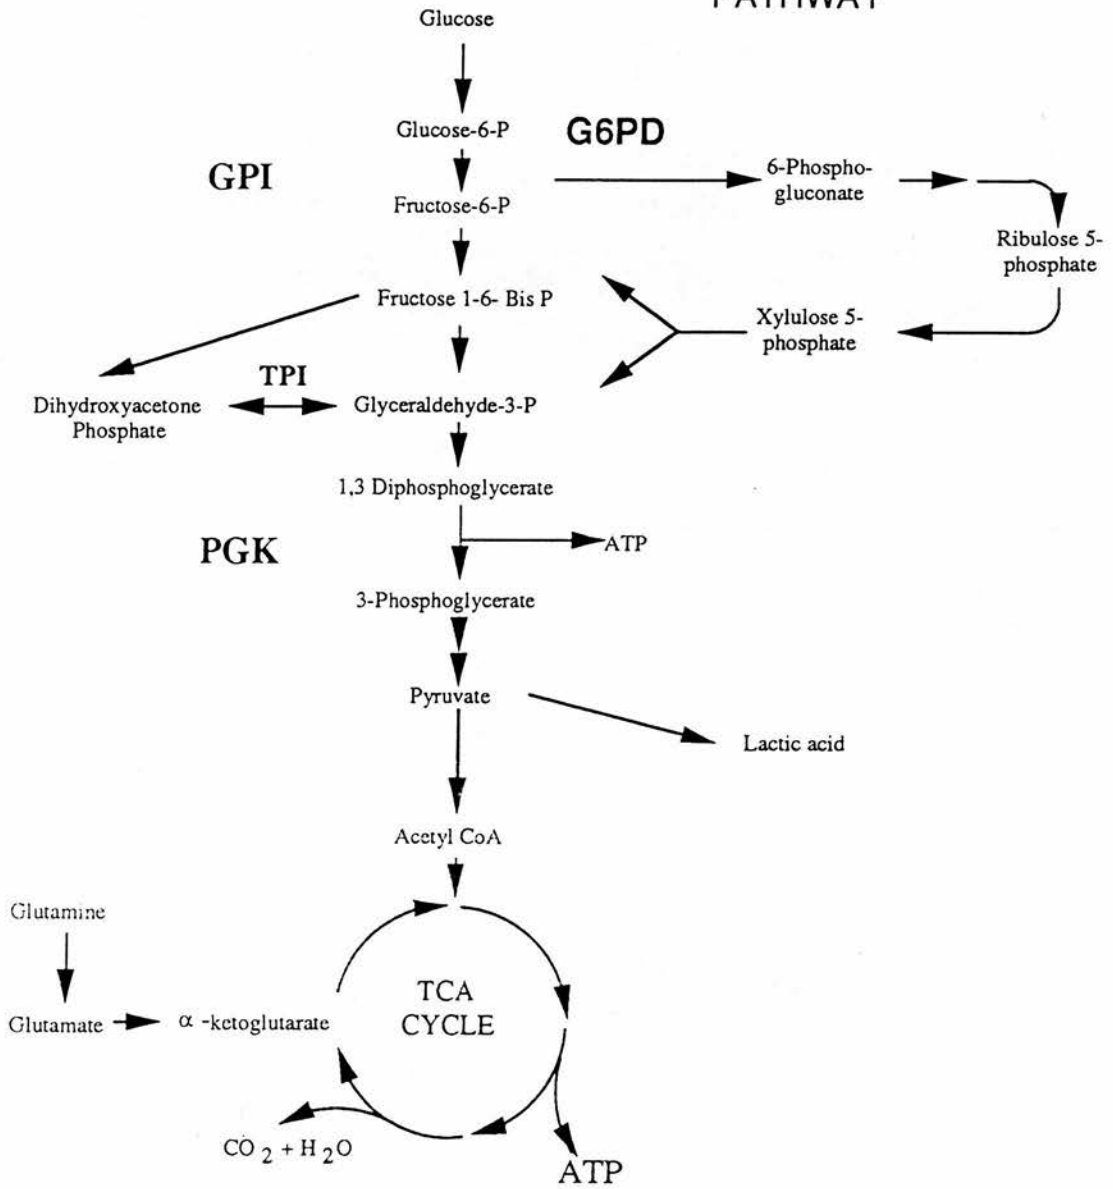 PATHWAY
Glucose
Glucose-6-P
G6PD
GPI
6-Phospho-
gluconate
Fructose-6-P
Ribulose 5-
phosphate
Fructose 1-6- Bis P
Xylulose 5-
phosphate
TPI
Dihydroxyacetone
Phosphate
Glyceraldehyde-3-P
1,3 Diphosphoglycerate
PGK
ATP
3-Phosphoglycerate
Pyruvate
Lactic acid
Acetyl CoA
Glutamine
TCA
CYCLE
Glutamate
α -ketoglutarate
CO 2 + H 2 O
ATP